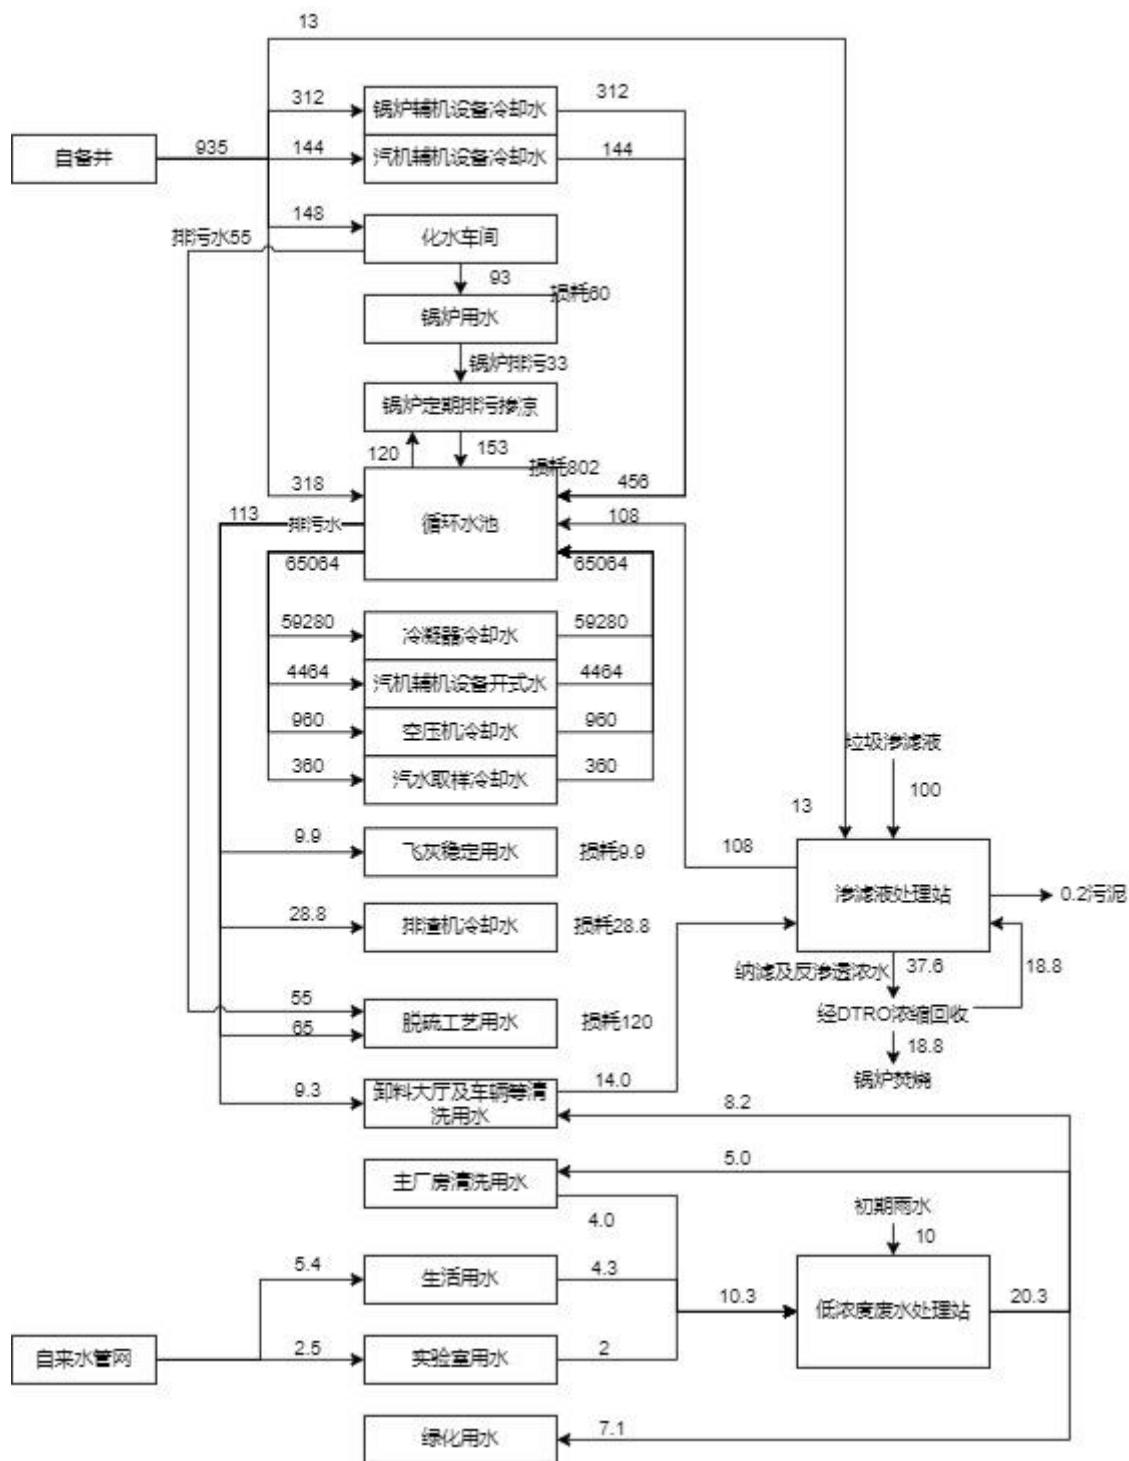 13
312
锅炉辅机设备冷却水
312
自备井
935
144
汽机辅机设备冷却水
144
148
排污水55
化水车间
93
损耗60
锅炉用水
锅炉排污33
锅炉定期排污掺凉
120
153
损耗802
318
456
113
排污水
循环水池
108
65064
65064
59280
冷凝器冷却水
59280
4464
汽机辅机设备开式水
4464
960
空压机冷却水
960
垃圾渗滤液
360
汽水取样冷却水
360
100
13
9.9
飞灰稳定用水
损耗9.9
108
渗滤液处理站
0.2污泥
28.8
排渣机冷却水
损耗28.8
纳滤及反渗透浓水
37.6
18.8
55
脱硫工艺用水
损耗120
经DTRO浓缩回收
65
18.8
锅炉焚烧
9.3
卸料大厅及车辆等清
洗用水
14.0
8.2
主厂房清洗用水
5.0
4.0
初期雨水
10
5.4
生活用水
4.3
10.3
低浓度废水处理站
20.3
自来水管网
2.5
实验室用水
2
绿化用水
7.1